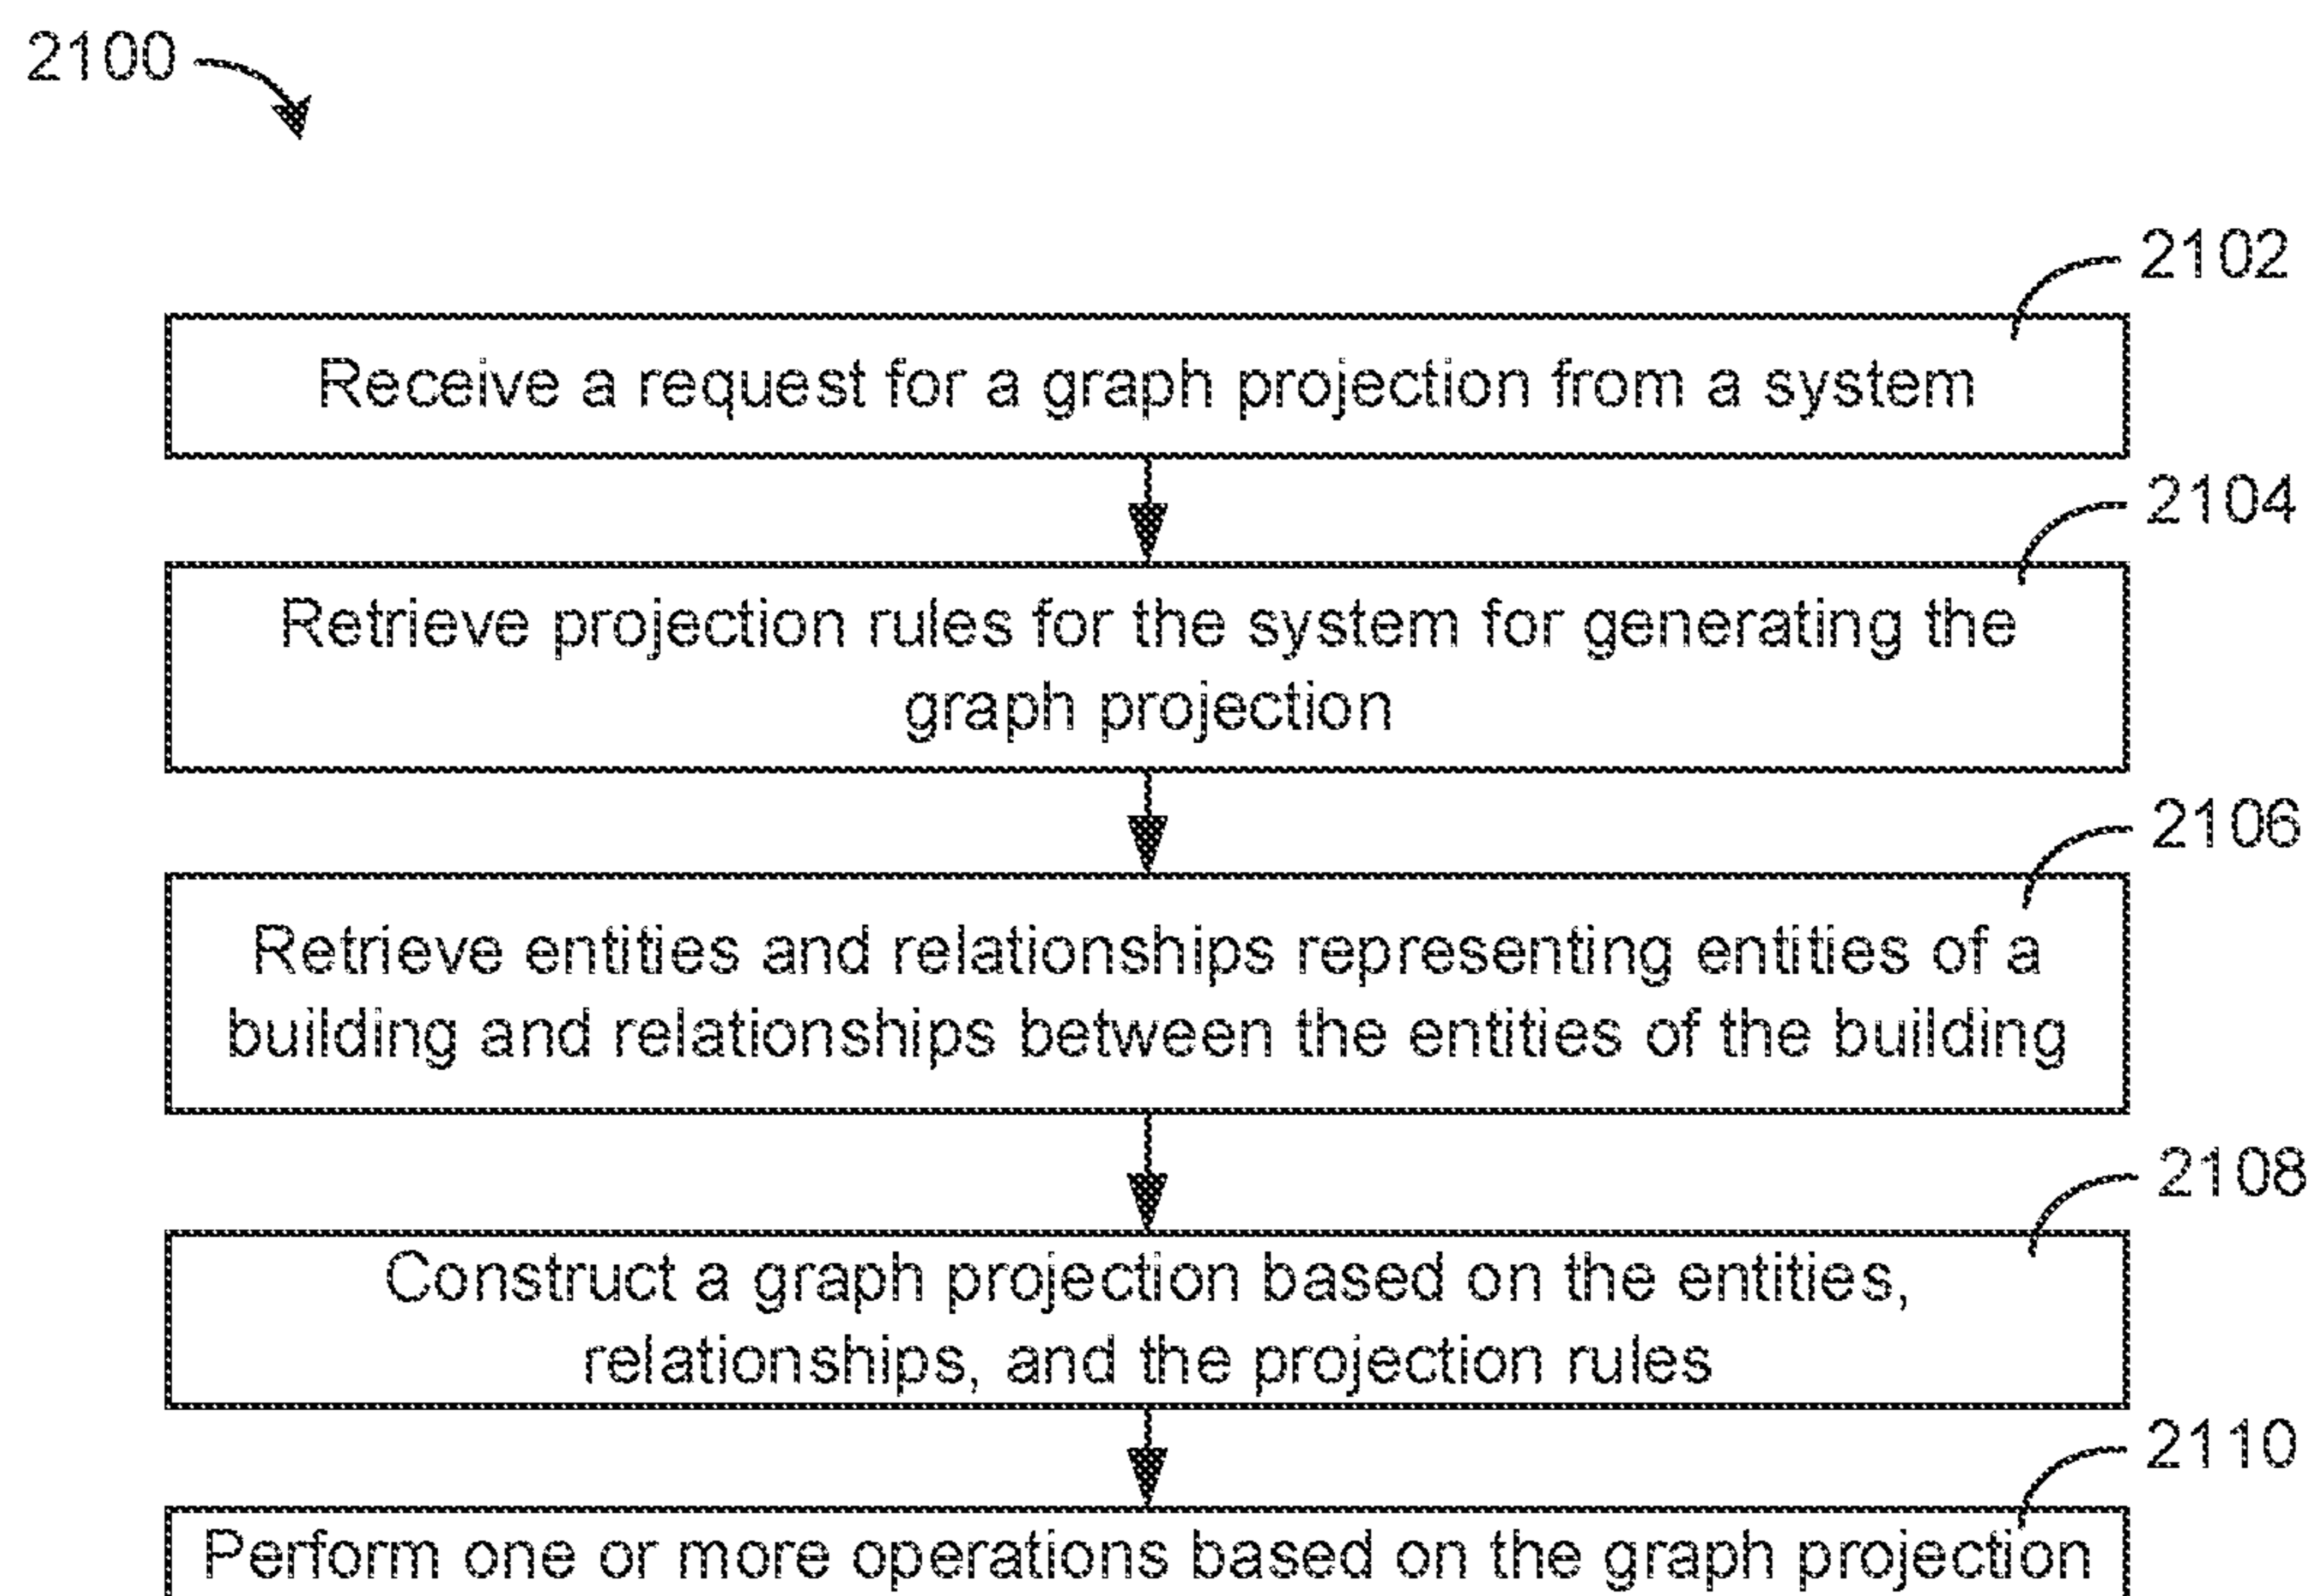 2100
2102
Receive a request for a graph projection from a system
2104
Retrieve projection rules for the system for generating the
graph projection
2106
Retrieve entities and relationships representing entities of a
building and relationships between the entities of the building
2108
Construct a graph projection based on the entities,
relationships, and the projection rules
2110
Perform one or more operations based on the graph projection